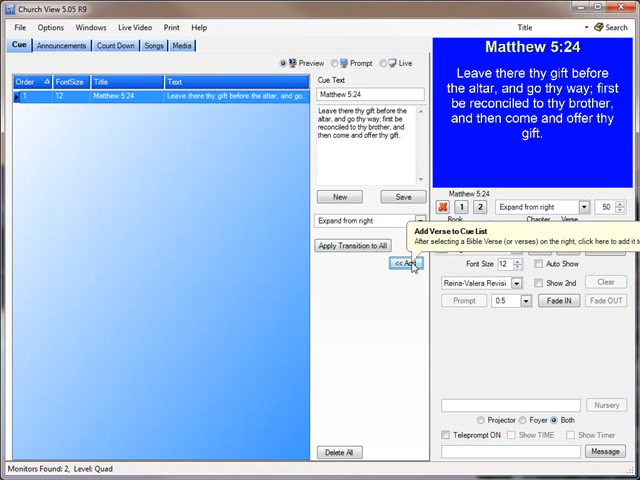 Church View 5.05 R9
File Options Windows Live Video Print Help
Title Search
Cue Announcements Count Down Songs Media
Preview Prompt Live
Order FontSize Title Text
1 12 Matthew 5:24 Leave there thy gift before the altar, and go..
Cue Text
Matthew 5:24
Leave there thy gift before the
altar, and go thy way; first be
reconciled to thy brother, and
then come and offer thy gift.
New Save
Expand from right
Apply Transition to All
<< Add
Delete All
Matthew 5:24
Leave there thy gift before
the altar, and go thy way; first
be reconciled to thy brother,
and then come and offer thy
gift.
Matthew 5:24
1 2 Expand from right 50
Book Chapter Verse
Add Verse to Cue List
After selecting a Bible Verse (or verses) on the right, click here to add it to
Font Size 12 Auto Show
Reina-Valera Revisi Show 2nd Clear
Prompt 0.5 Fade IN Fade OUT
Nursery
Projector Foyer Both
Teleprompt ON Show TIME Show Timer
Message
Monitors Found: 2, Level: Quad